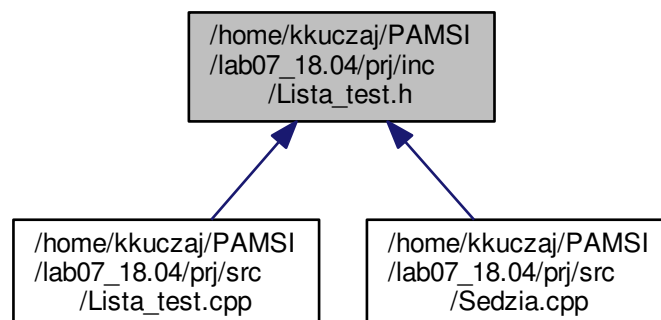 /home/kkuczaj/PAMSI
/lab07_18.04/prj/inc
/Lista_test.h
/home/kkuczaj/PAMSI
/lab07_18.04/prj/src
/Lista_test.cpp
/home/kkuczaj/PAMSI
/lab07_18.04/prj/src
/Sedzia.cpp